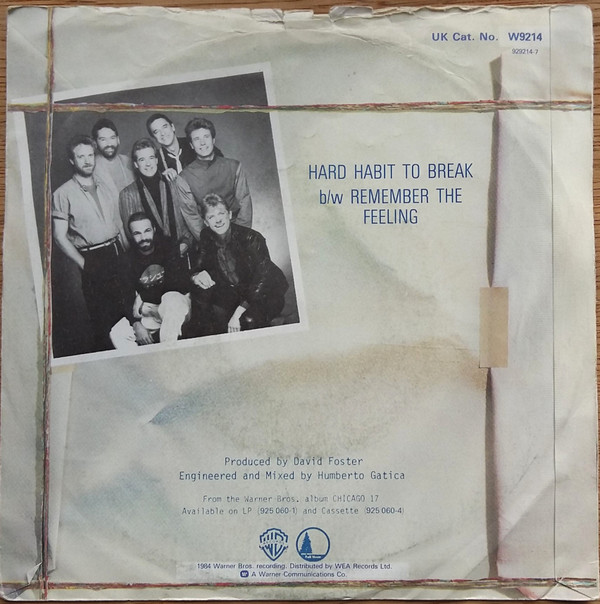 UK Cat. No. W9214
929214-7
HARD HABIT TO BREAK
b/w REMEMBER THE
FEELING
Produced by David Foster
Engineered and Mixed by Humberto Gatica
From the Warner Bros. album CHICAGO 17
Available on LP (925 060-1) and Cassette (925 060-4)
1984 Warner Bros. recording. Distributed by WEA Records Ltd.
A Warner Communications Co.